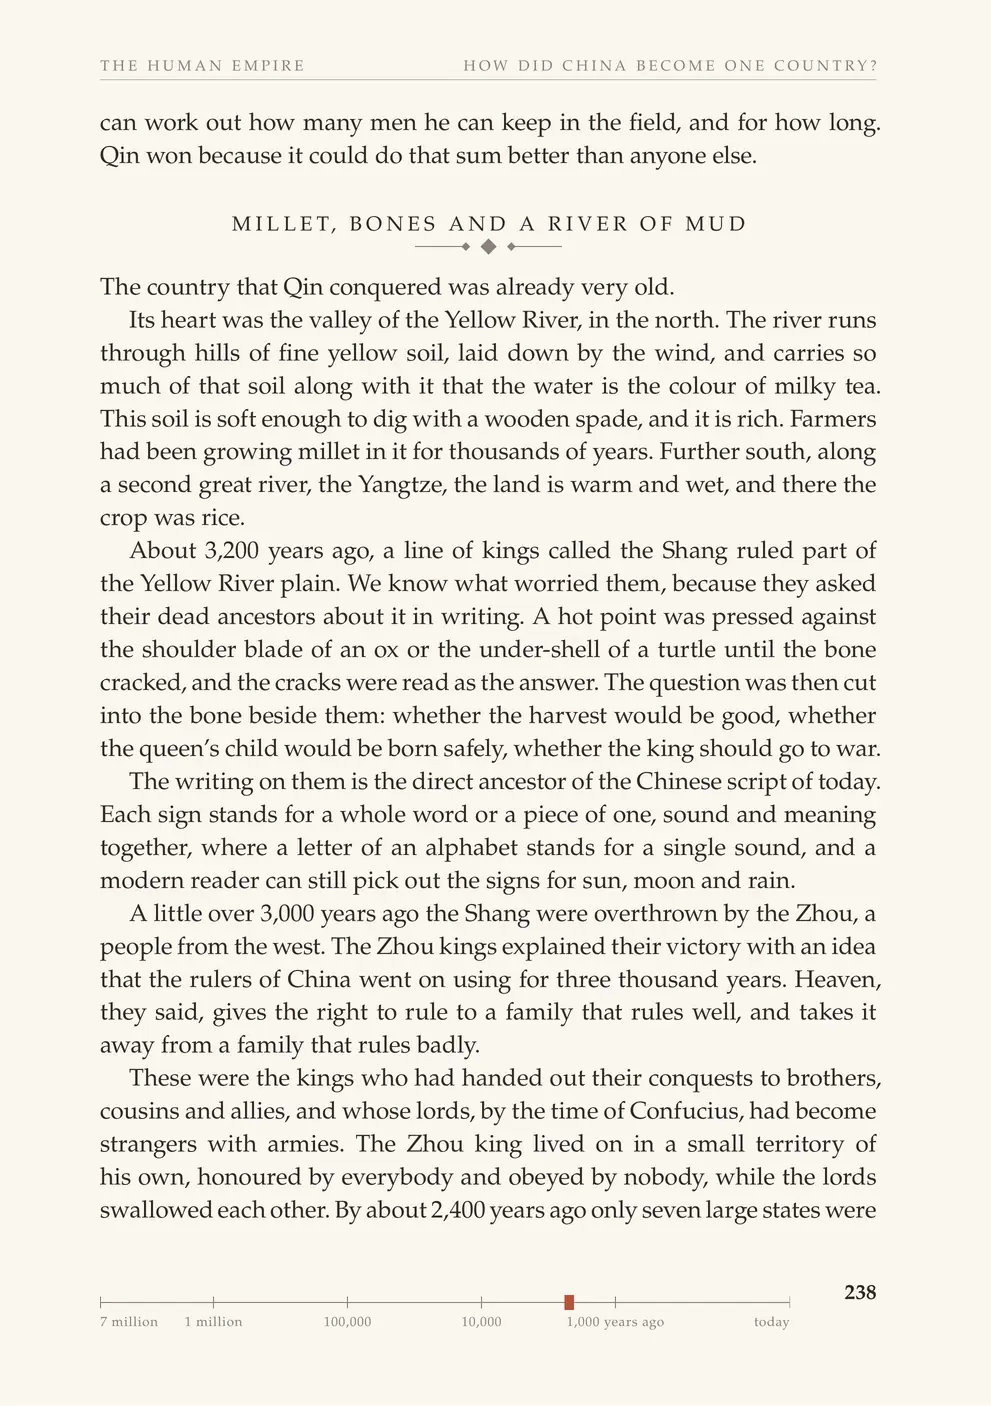 THE HUMAN EMPIRE
HOW DID CHINA BECOME ONE COUNTRY?
can work out how many men he can keep in the field, and for how long.
Qin won because it could do that sum better than anyone else.
MILLET, BONES AND A RIVER OF MUD
The country that Qin conquered was already very old.
Its heart was the valley of the Yellow River, in the north. The river runs
through hills of fine yellow soil, laid down by the wind, and carries so
much of that soil along with it that the water is the colour of milky tea.
This soil is soft enough to dig with a wooden spade, and it is rich. Farmers
had been growing millet in it for thousands of years. Further south, along
a second great river, the Yangtze, the land is warm and wet, and there the
crop was rice.
About 3,200 years ago, a line of kings called the Shang ruled part of
the Yellow River plain. We know what worried them, because they asked
their dead ancestors about it in writing. A hot point was pressed against
the shoulder blade of an ox or the under-shell of a turtle until the bone
cracked, and the cracks were read as the answer. The question was then cut
into the bone beside them: whether the harvest would be good, whether
the queen’s child would be born safely, whether the king should go to war.
The writing on them is the direct ancestor of the Chinese script of today.
Each sign stands for a whole word or a piece of one, sound and meaning
together, where a letter of an alphabet stands for a single sound, and a
modern reader can still pick out the signs for sun, moon and rain.
A little over 3,000 years ago the Shang were overthrown by the Zhou, a
people from the west. The Zhou kings explained their victory with an idea
that the rulers of China went on using for three thousand years. Heaven,
they said, gives the right to rule to a family that rules well, and takes it
away from a family that rules badly.
These were the kings who had handed out their conquests to brothers,
cousins and allies, and whose lords, by the time of Confucius, had become
strangers with armies. The Zhou king lived on in a small territory of
his own, honoured by everybody and obeyed by nobody, while the lords
swallowed each other. By about 2,400 years ago only seven large states were
238
7 million
1 million
100,000
10,000
1,000 years ago
today